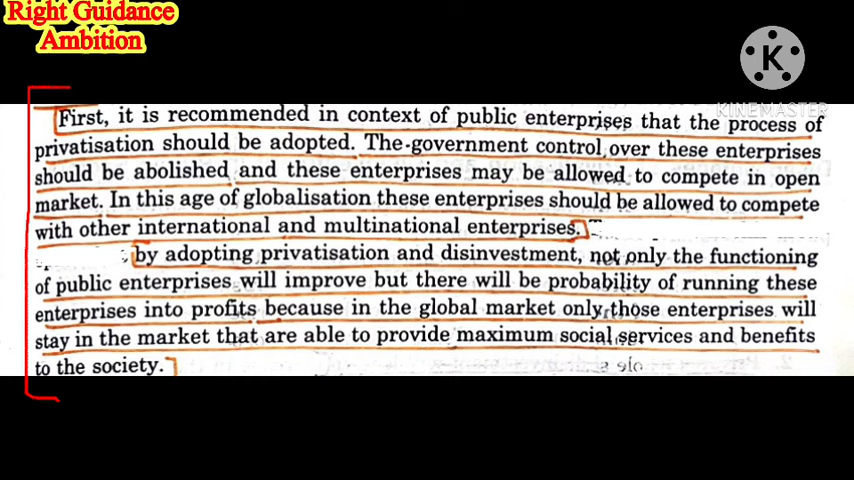 Right Guidance
Ambition
K
KINEMASTER
First, it is recommended in context of public enterprises that the process of
privatisation should be adopted. The government control over these enterprises
should be abolished and these enterprises may be allowed to compete in open
market. In this age of globalisation these enterprises should be allowed to compete
with other international and multinational enterprises.
by adopting privatisation and disinvestment, not only the functioning
of public enterprises will improve but there will be probability of running these
enterprises into profits because in the global market only those enterprises will
stay in the market that are able to provide maximum social services and benefits
to the society.